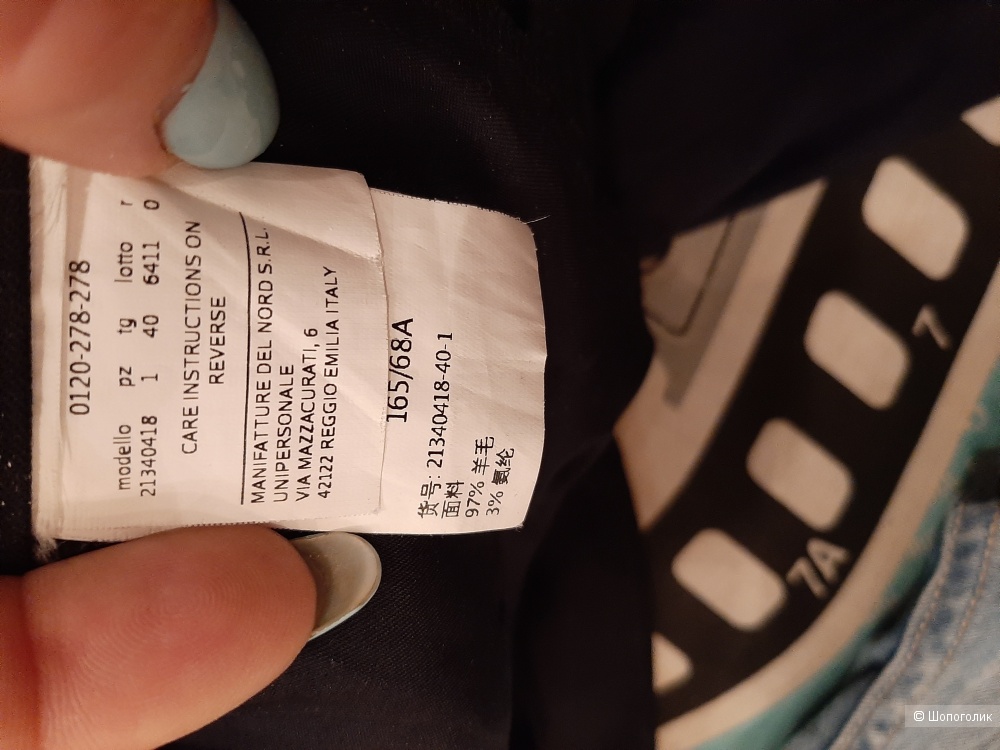 0120-278-278
modello pz tg lotto r
21340418 1 40 6411 0
CARE INSTRUCTIONS ON
REVERSE
MANIFATTURE DEL NORD S.R.L.
UNIPERSONALE
VIA MAZZACURATI, 6
42122 REGGIO EMILIA ITALY
165/68A
货号: 21340418-40-1
面料
97% 羊毛
3% 氨纶
7
7A
© Шопоголик